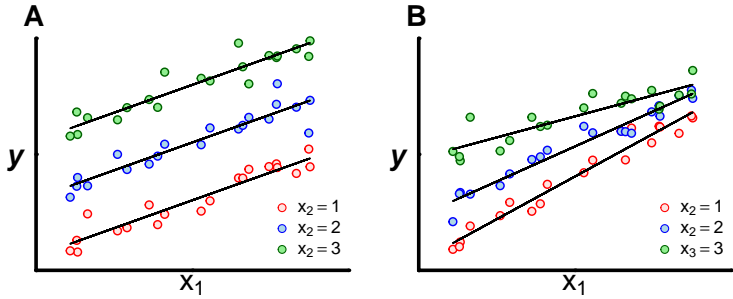 A
y
x₂ = 1
x₂ = 2
x₂ = 3
x₁
B
y
x₂ = 1
x₂ = 2
x₃ = 3
x₁